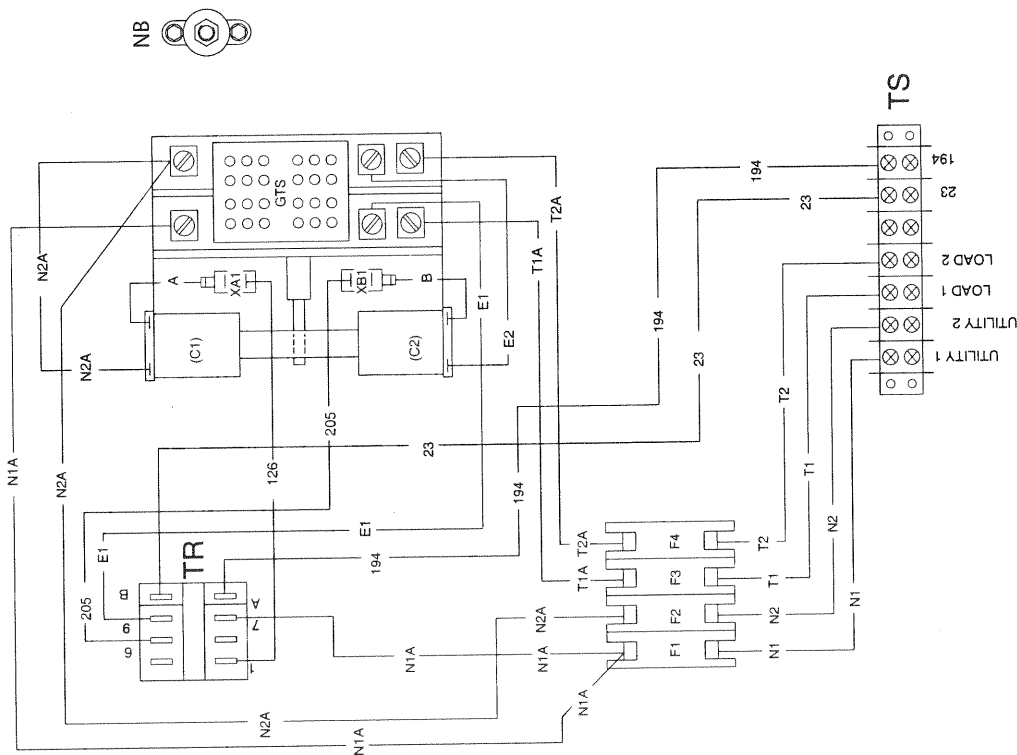 NB
N2A
N1A
N2A
N2A
A
XA1
(C1)
GTS
XB1
B
(C2)
E1
E2
T1A
T2A
205
126
23
E1
E1
205
TR
B
9
6
A
7
1
194
194
194
194
23
23
TS
194
23
LOAD 2
LOAD 1
UTILITY 2
UTILITY 1
T2A
T1A
N2A
N1A
N1A
N1A
N1A
N2A
F4
F3
F2
F1
T2
T1
N2
N1
T2
T1
N2
N1